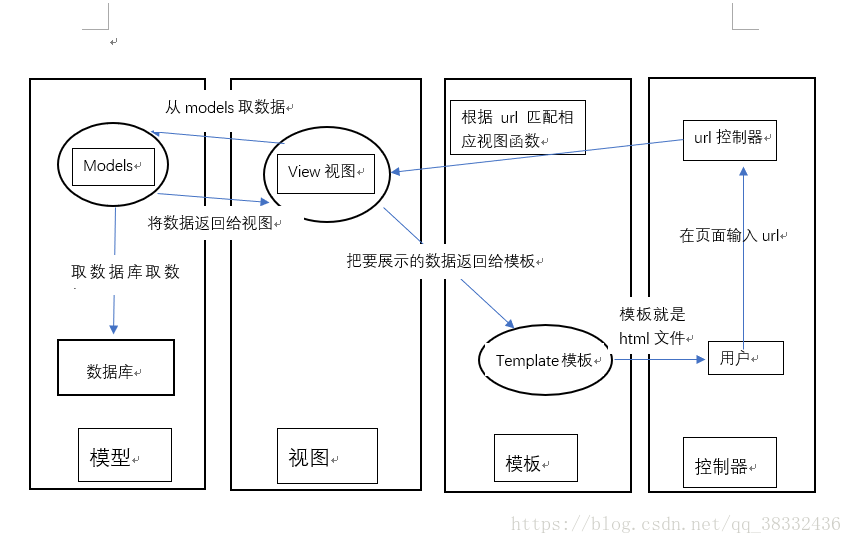 从 models 取数据
根据 url 匹配相
应视图函数
url 控制器
Models
View 视图
将数据返回给视图
在页面输入 url
把要展示的数据返回给模板
取数据库取数
模板就是
html 文件
Template 模板
用户
数据库
模型
视图
模板
控制器
https://blog.csdn.net/qq_38332436